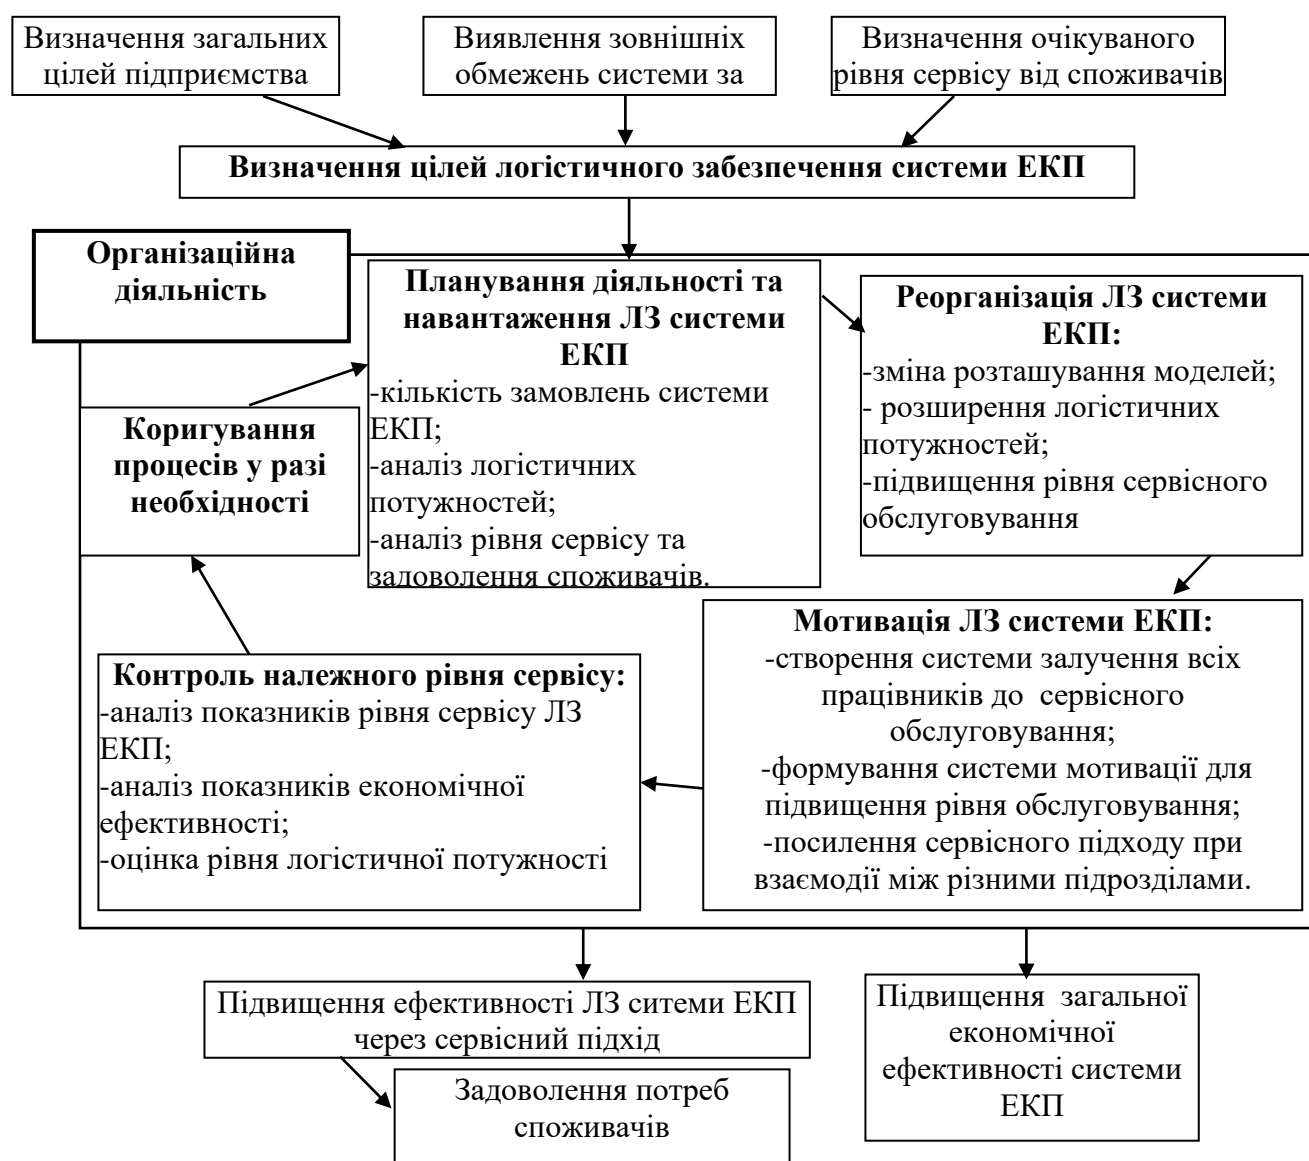 Визначення загальних
цілей підприємства
Виявлення зовнішніх
обмежень системи за
Визначення очікуваного
рівня сервісу від споживачів
Визначення цілей логістичного забезпечення системи ЕКП
Організаційна
діяльність
Планування діяльності та
навантаження ЛЗ системи
ЕКП
-кількість замовлень системи
ЕКП;
-аналіз логістичних
потужностей;
-аналіз рівня сервісу та
задоволення споживачів.
Реорганізація ЛЗ системи
ЕКП:
-зміна розташування моделей;
- розширення логістичних
потужностей;
-підвищення рівня сервісного
обслуговування
Коригування
процесів у разі
необхідності
Мотивація ЛЗ системи ЕКП:
-створення системи залучення всіх
працівників до  сервісного
обслуговування;
-формування системи мотивації для
підвищення рівня обслуговування;
-посилення сервісного підходу при
взаємодії між різними підрозділами.
Контроль належного рівня сервісу:
-аналіз показників рівня сервісу ЛЗ
ЕКП;
-аналіз показників економічної
ефективності;
-оцінка рівня логістичної потужності
Підвищення ефективності ЛЗ ситеми ЕКП
через сервісний підхід
Підвищення  загальної
економічної
ефективності системи
ЕКП
Задоволення потреб
споживачів